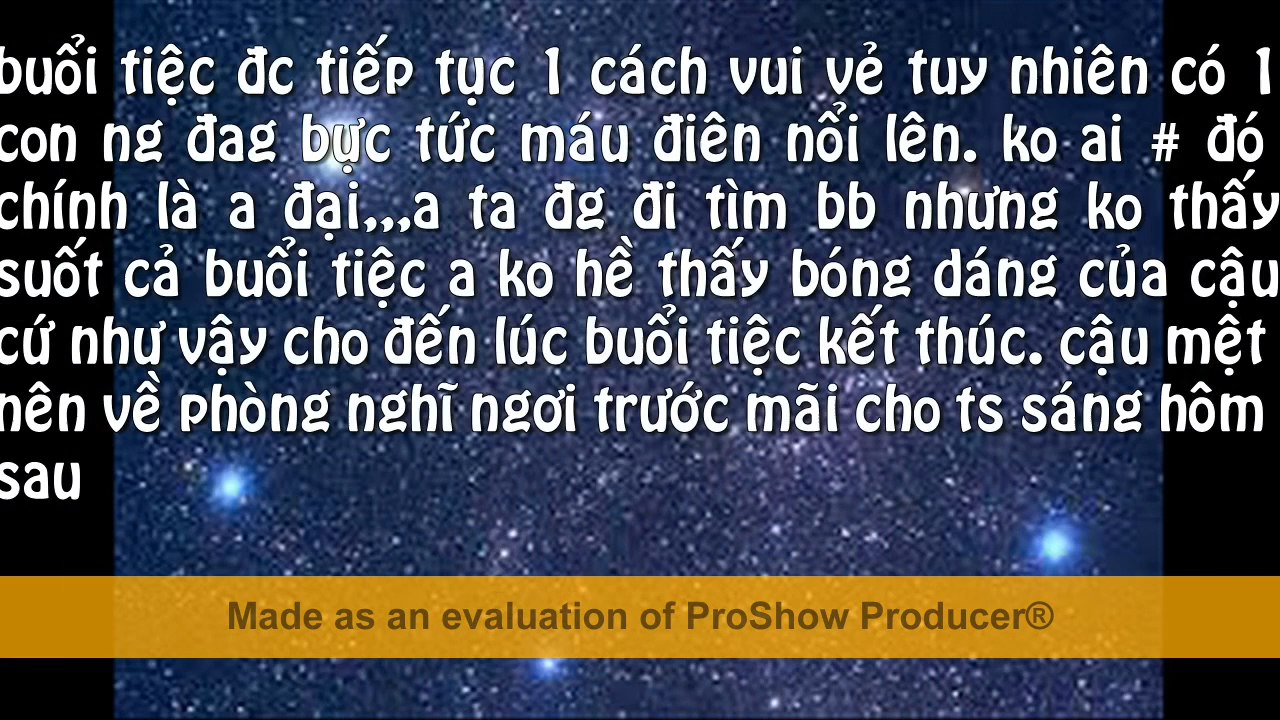 buổi tiệc đc tiếp tục 1 cách vui vẻ tuy nhiên có 1
con ng đag bực tức máu điên nổi lên. ko ai # đó
chính là a đại,,,a ta đg đi tìm bb nhưng ko thấy
suốt cả buổi tiệc a ko hề thấy bóng dáng của cậu
cứ như vậy cho đến lúc buổi tiệc kết thúc. cậu mệt
nên về phòng nghĩ ngơi trước mãi cho ts sáng hôm
sau
Made as an evaluation of ProShow Producer®